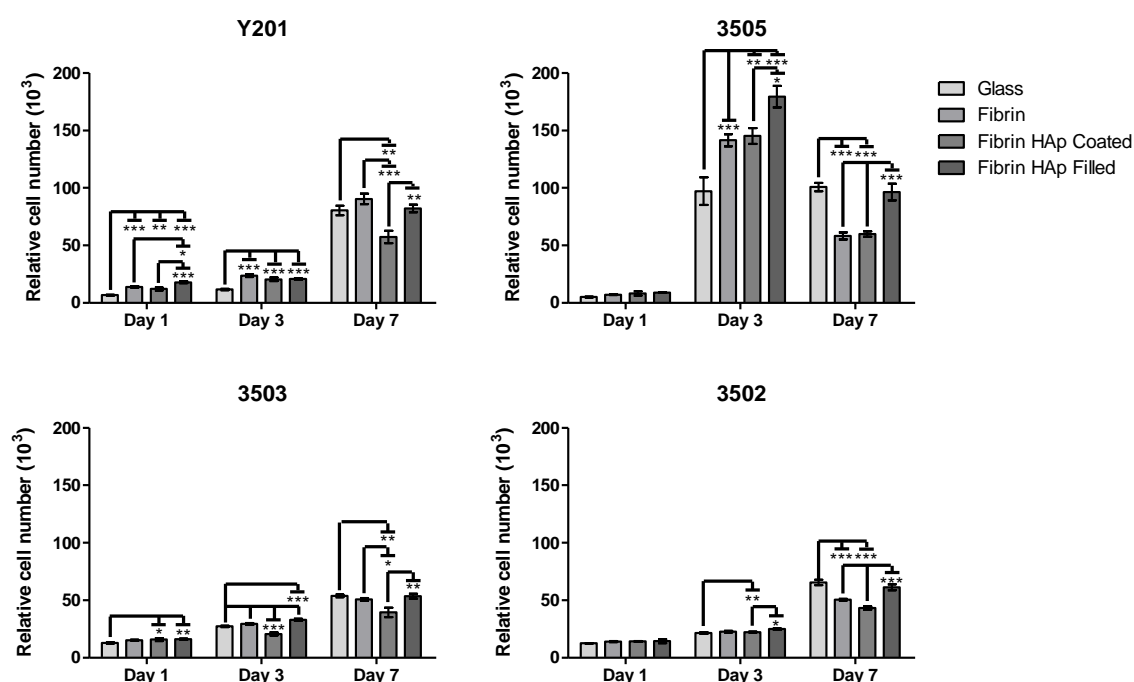 Y201
Relative cell number (10³)
200
150
100
50
0
*** ** ***
*
***
*** *** ***
**
***
**
Day 1 Day 3 Day 7
3505
Relative cell number (10³)
200
150
100
50
0
** ***
*
***
*** ***
***
Day 1 Day 3 Day 7
Glass
Fibrin
Fibrin HAp Coated
Fibrin HAp Filled
3503
Relative cell number (10³)
200
150
100
50
0
* **
***
***
**
*
**
Day 1 Day 3 Day 7
3502
Relative cell number (10³)
200
150
100
50
0
**
*
*** ***
***
Day 1 Day 3 Day 7